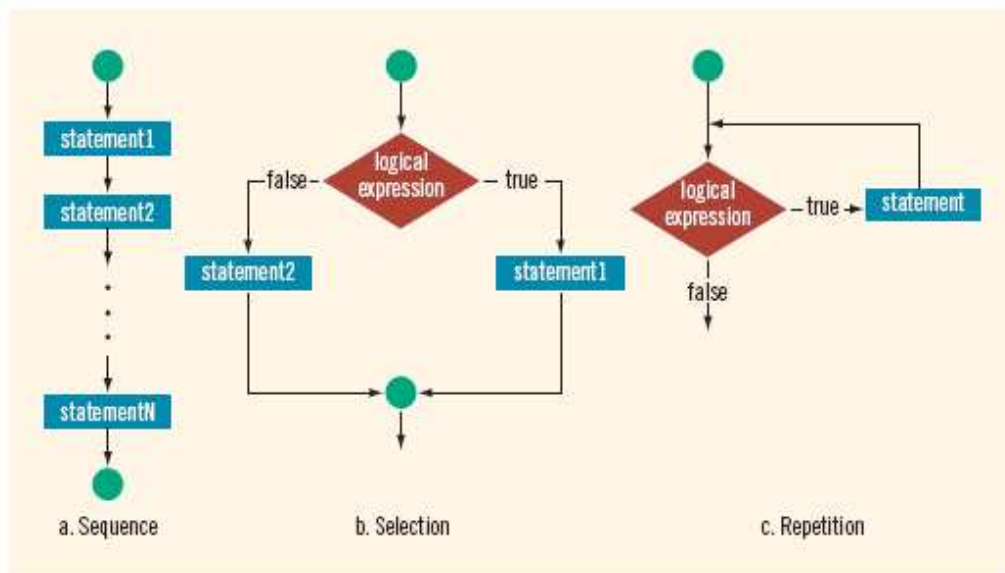 statement1
statement2
statementN
a. Sequence
logical
expression
false
true
statement2
statement1
b. Selection
logical
expression
true
statement
false
c. Repetition